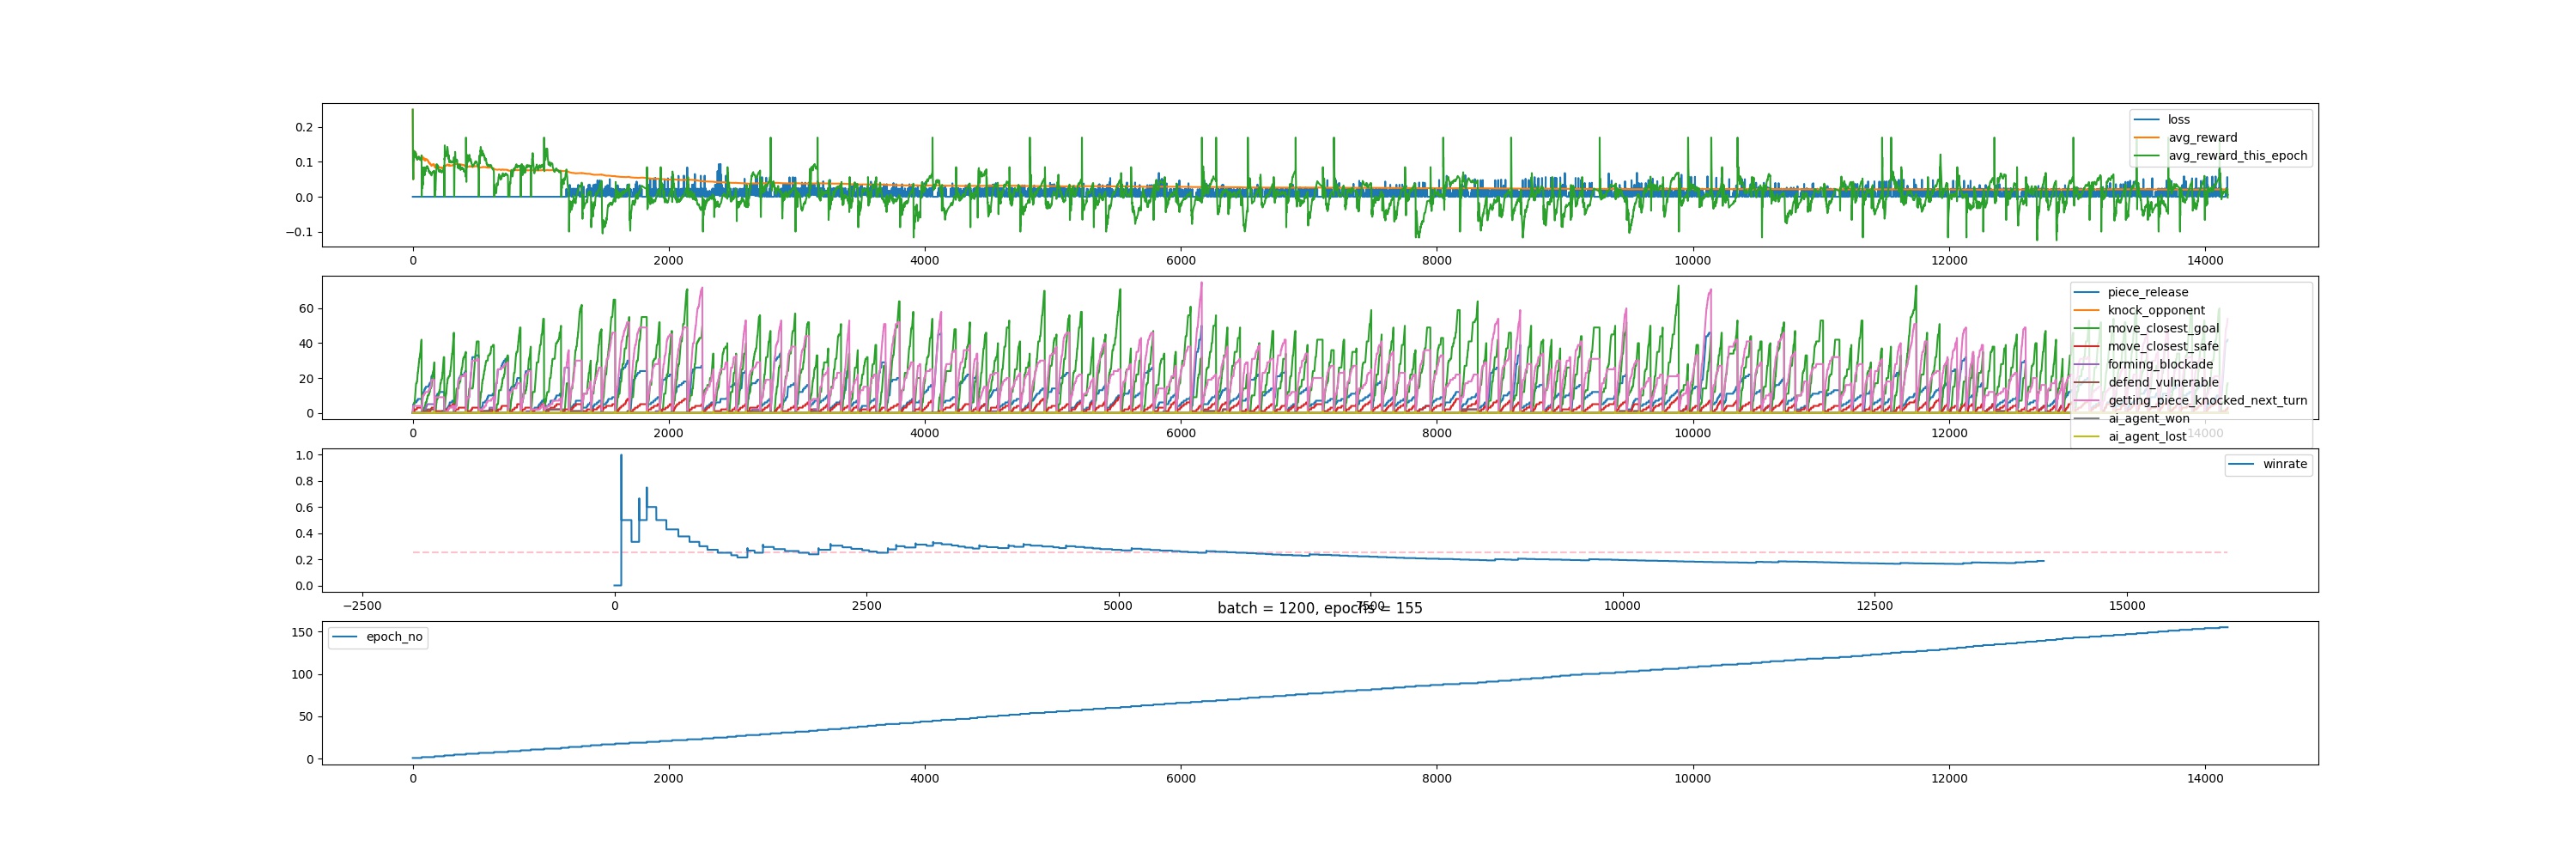 0.2
0.1
0.0
−0.1
loss
avg_reward
avg_reward_this_epoch
0 2000 4000 6000 8000 10000 12000 14000
60
40
20
0
piece_release
knock_opponent
move_closest_goal
move_closest_safe
forming_blockade
defend_vulnerable
getting_piece_knocked_next_turn
ai_agent_won
ai_agent_lost
0 2000 4000 6000 8000 10000 12000 14000
1.0
0.8
0.6
0.4
0.2
0.0
winrate
−2500 0 2500 5000 7500 10000 12500 15000
batch = 1200, epochs = 155
150
100
50
0
epoch_no
0 2000 4000 6000 8000 10000 12000 14000